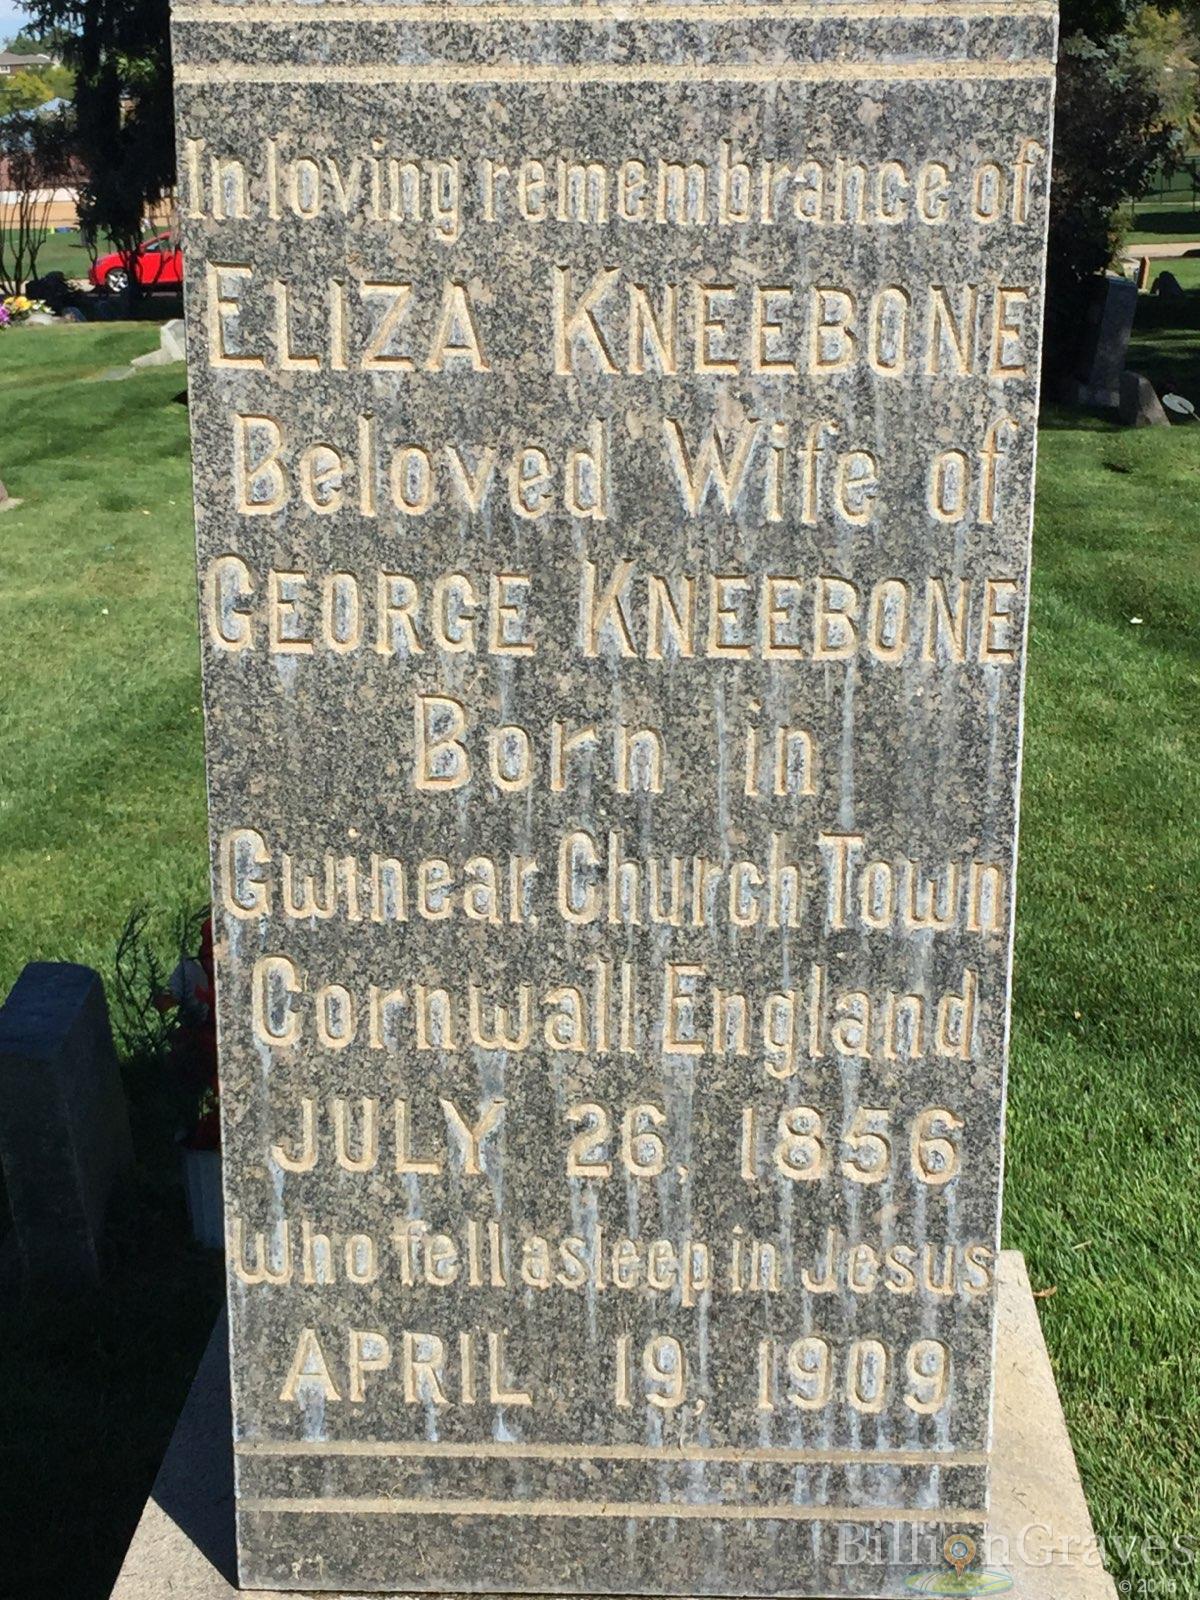 In loving remembrance of
ELIZA KNEEBONE
Beloved Wife of
GEORGE KNEEBONE
Born in
Gwinear Church Town
Cornwall England
JULY 26, 1856
Who fell asleep in Jesus
APRIL 19, 1909
BillionGraves
© 2015